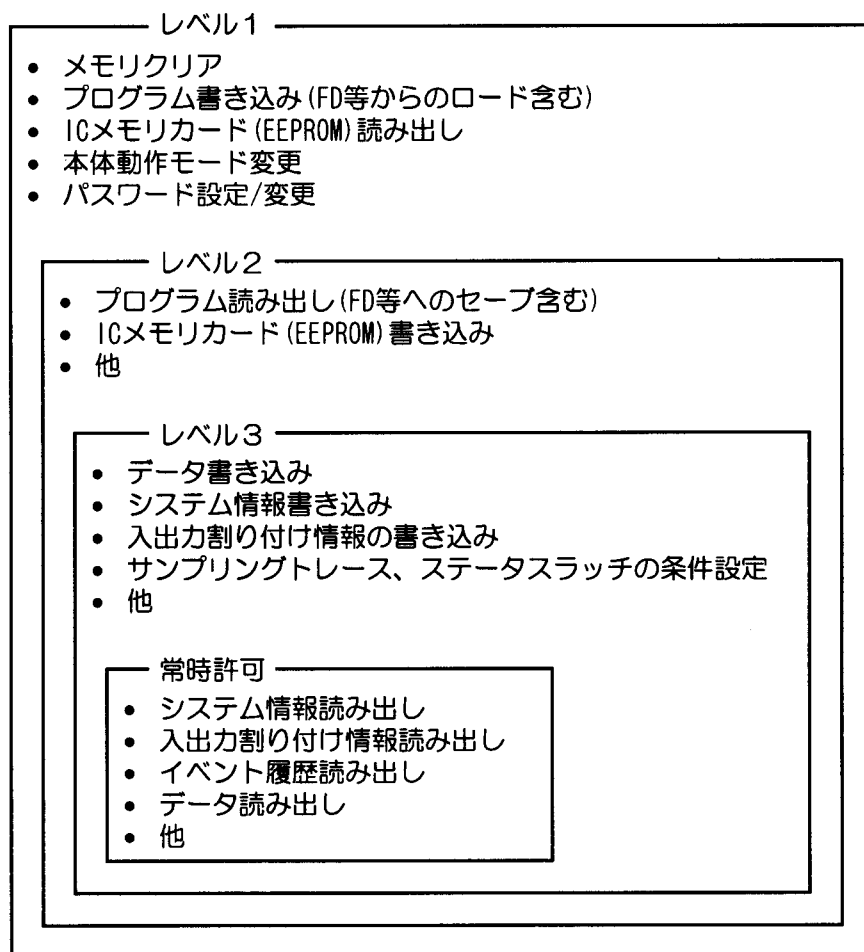 レベル1
• メモリクリア
• プログラム書き込み(FD等からのロード含む)
• ICメモリカード(EEPROM)読み出し
• 本体動作モード変更
• パスワード設定/変更
レベル2
• プログラム読み出し(FD等へのセーブ含む)
• ICメモリカード(EEPROM)書き込み
• 他
レベル3
• データ書き込み
• システム情報書き込み
• 入出力割り付け情報の書き込み
• サンプリングトレース、ステータスラッチの条件設定
• 他
常時許可
• システム情報読み出し
• 入出力割り付け情報読み出し
• イベント履歴読み出し
• データ読み出し
• 他